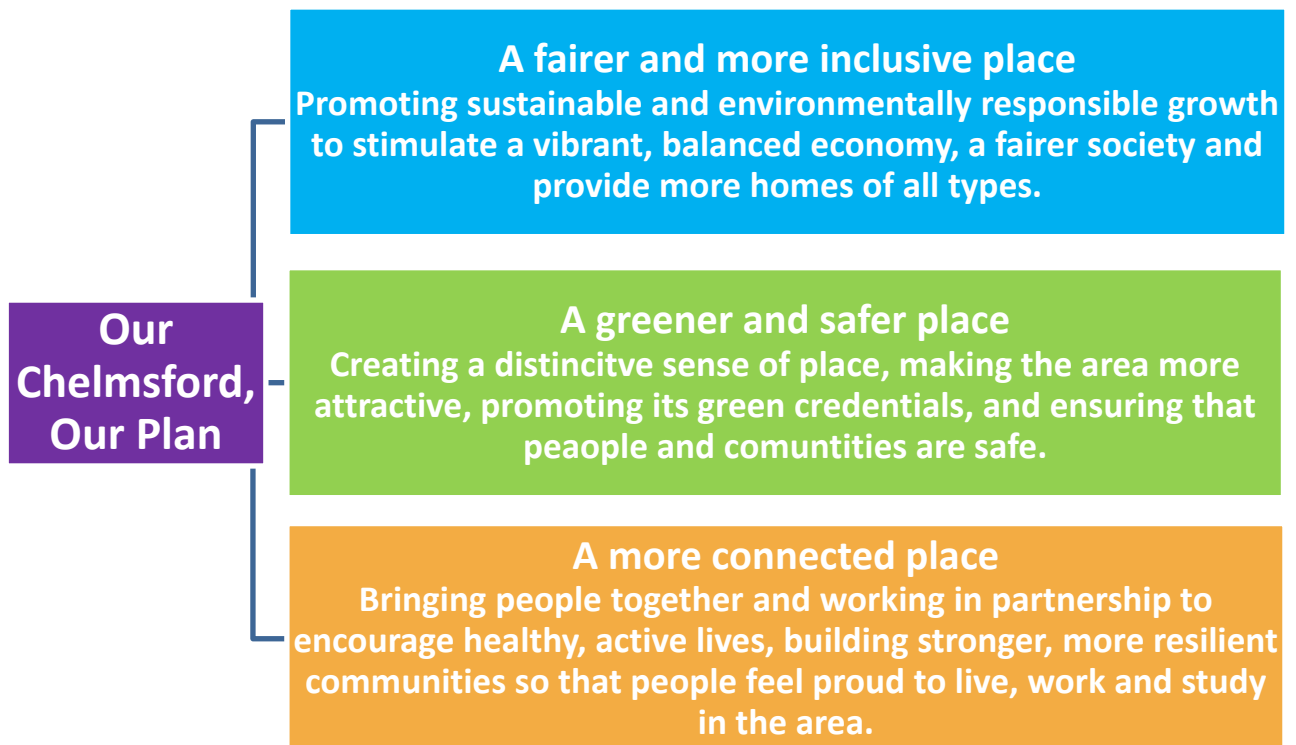 A fairer and more inclusive place
Promoting sustainable and environmentally responsible growth
to stimulate a vibrant, balanced economy, a fairer society and
provide more homes of all types.
Our
Chelmsford,
Our Plan
A greener and safer place
Creating a distincitve sense of place, making the area more
attractive, promoting its green credentials, and ensuring that
peaople and comuntities are safe.
A more connected place
Bringing people together and working in partnership to
encourage healthy, active lives, building stronger, more resilient
communities so that people feel proud to live, work and study
in the area.